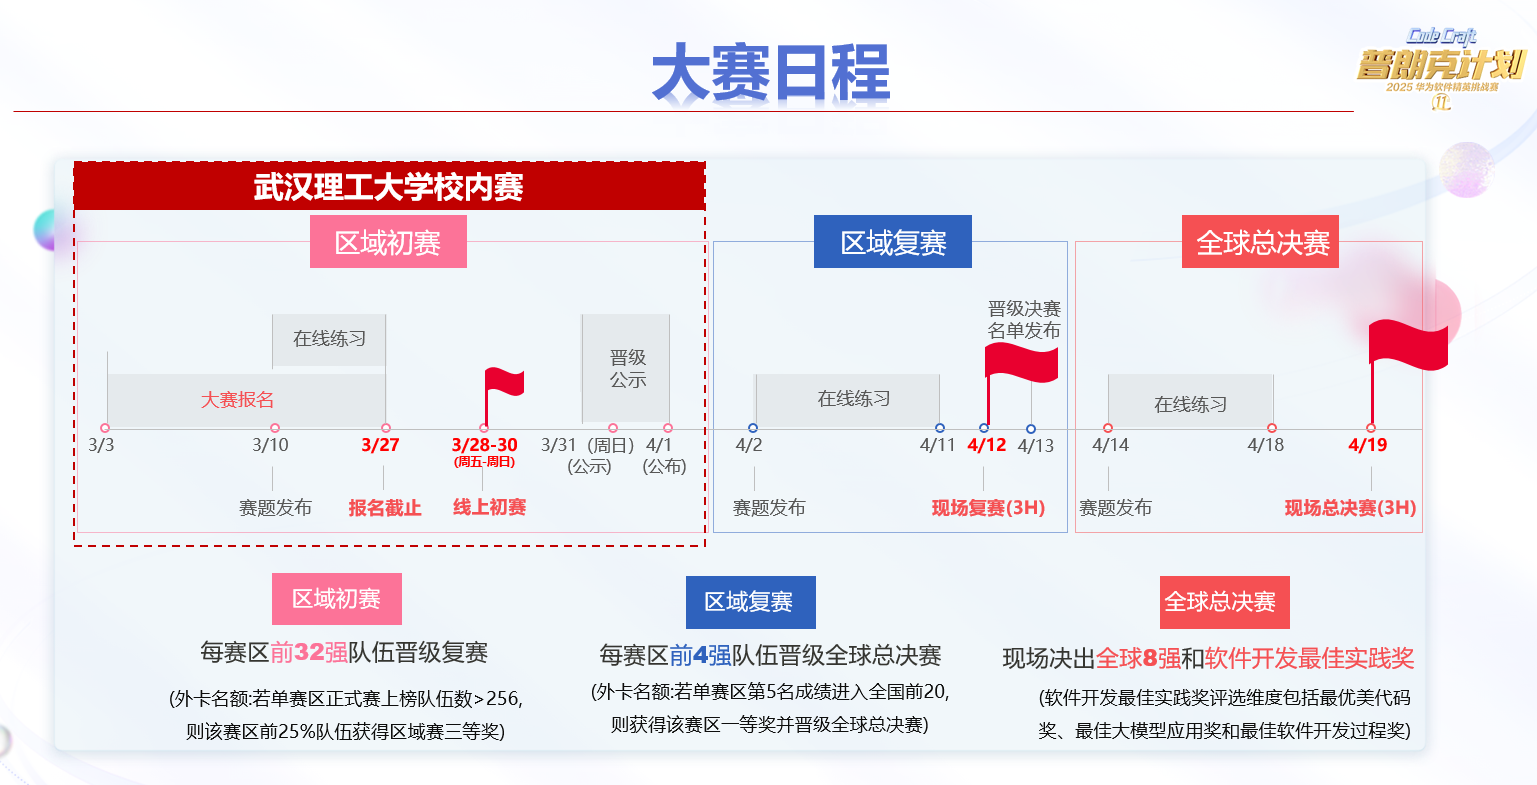 大赛日程
Code Craft
普朗克计划
2025 华为软件精英挑战赛
11
武汉理工大学校内赛
区域初赛
区域复赛
全球总决赛
在线练习
大赛报名
晋级
公示
3/3
3/10
3/27
3/28-30
(周五-周日)
3/31（周日）
(公示)
4/1
(公布)
赛题发布
报名截止
线上初赛
晋级决赛
名单发布
在线练习
4/2
4/11
4/12
4/13
赛题发布
现场复赛(3H)
在线练习
4/14
4/18
4/19
赛题发布
现场总决赛(3H)
区域初赛
每赛区前32强队伍晋级复赛
(外卡名额:若单赛区正式赛上榜队伍数>256,
则该赛区前25%队伍获得区域赛三等奖)
区域复赛
每赛区前4强队伍晋级全球总决赛
(外卡名额:若单赛区第5名成绩进入全国前20,
则获得该赛区一等奖并晋级全球总决赛)
全球总决赛
现场决出全球8强和软件开发最佳实践奖
(软件开发最佳实践奖评选维度包括最优美代码
奖、最佳大模型应用奖和最佳软件开发过程奖)